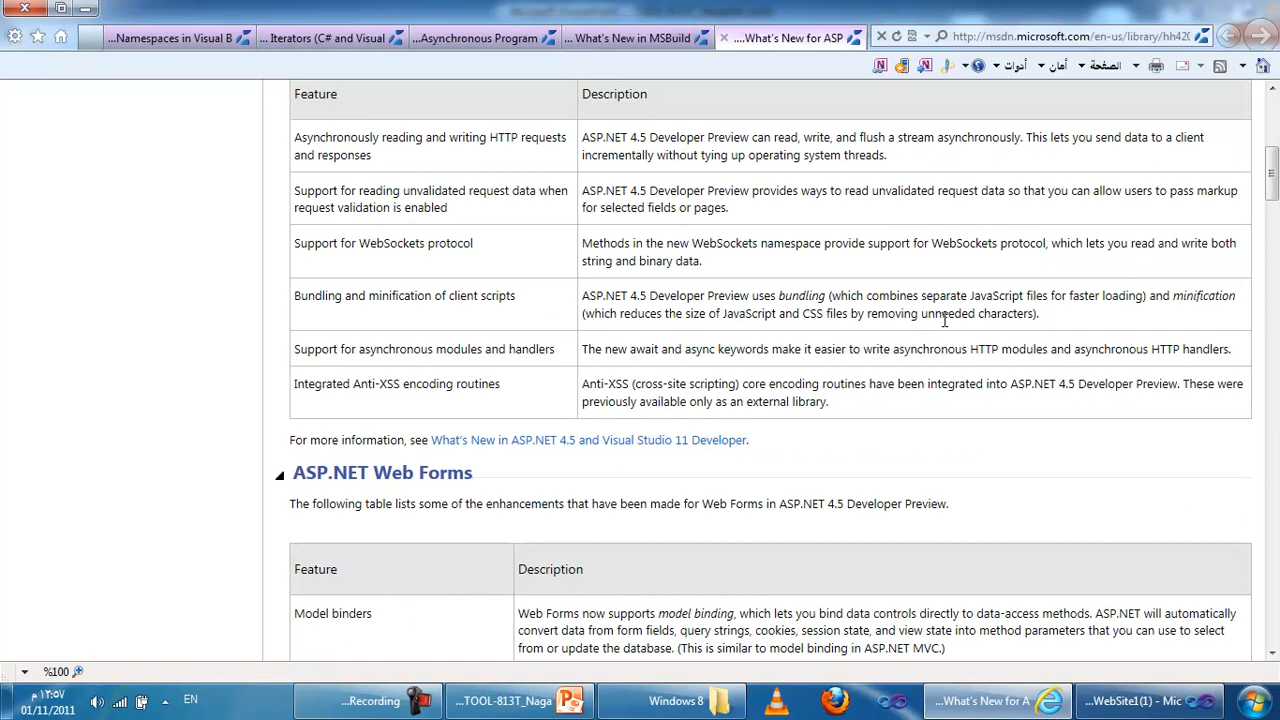 ...Namespaces in Visual B
... Iterators (C# and Visual
...Asynchronous Program
... What's New in MSBuild
....What's New for ASP
http://msdn.microsoft.com/en-us/library/hh420
الصفحة
أمان
أدوات
Feature
Description
Asynchronously reading and writing HTTP requests
and responses
ASP.NET 4.5 Developer Preview can read, write, and flush a stream asynchronously. This lets you send data to a client
incrementally without tying up operating system threads.
Support for reading unvalidated request data when
request validation is enabled
ASP.NET 4.5 Developer Preview provides ways to read unvalidated request data so that you can allow users to pass markup
for selected fields or pages.
Support for WebSockets protocol
Methods in the new WebSockets namespace provide support for WebSockets protocol, which lets you read and write both
string and binary data.
Bundling and minification of client scripts
ASP.NET 4.5 Developer Preview uses bundling (which combines separate JavaScript files for faster loading) and minification
(which reduces the size of JavaScript and CSS files by removing unneeded characters).
Support for asynchronous modules and handlers
The new await and async keywords make it easier to write asynchronous HTTP modules and asynchronous HTTP handlers.
Integrated Anti-XSS encoding routines
Anti-XSS (cross-site scripting) core encoding routines have been integrated into ASP.NET 4.5 Developer Preview. These were
previously available only as an external library.
For more information, see What's New in ASP.NET 4.5 and Visual Studio 11 Developer.
ASP.NET Web Forms
The following table lists some of the enhancements that have been made for Web Forms in ASP.NET 4.5 Developer Preview.
Feature
Description
Model binders
Web Forms now supports model binding, which lets you bind data controls directly to data-access methods. ASP.NET will automatically
convert data from form fields, query strings, cookies, session state, and view state into method parameters that you can use to select
from or update the database. (This is similar to model binding in ASP.NET MVC.)
%100
١٢:٥٧ م
01/11/2011
EN
...Recording
...TOOL-813T_Naga
Windows 8
...What's New for A
...WebSite1(1) - Mic